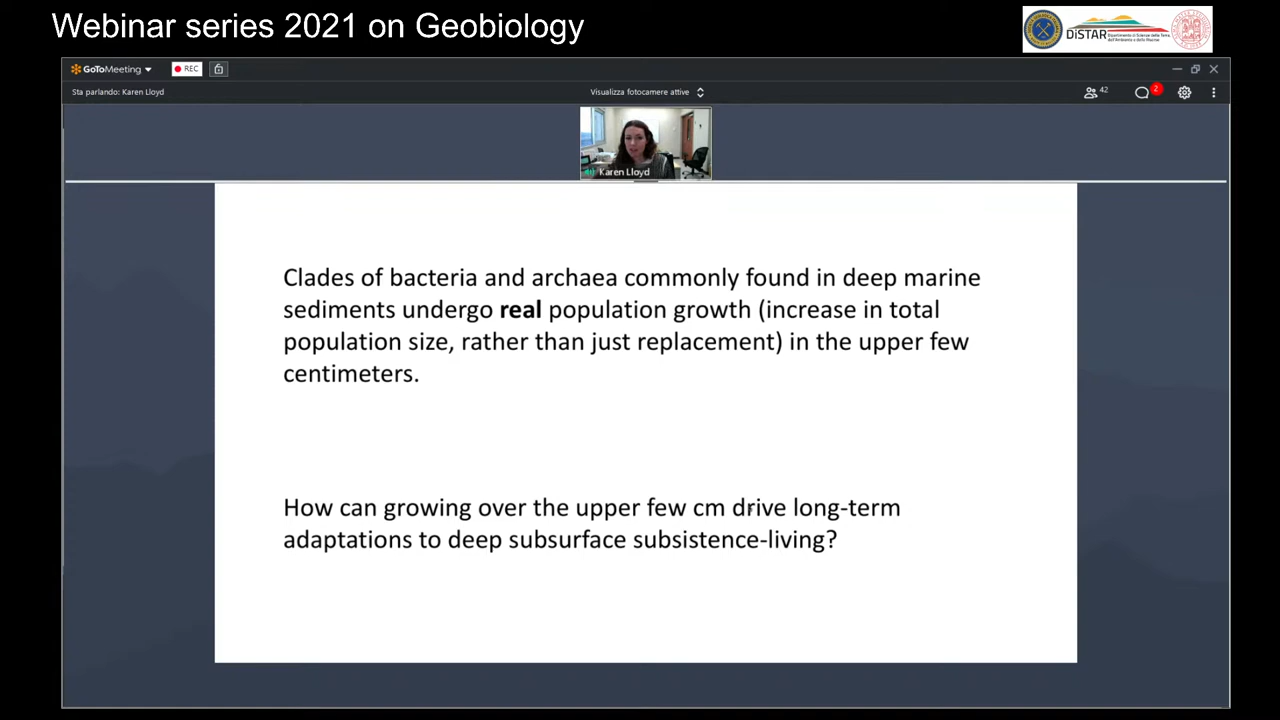 Webinar series 2021 on Geobiology
DiSTAR
GoToMeeting
REC
Sta parlando: Karen Lloyd
Visualizza fotocamere attive
42
2
Karen Lloyd
Clades of bacteria and archaea commonly found in deep marine
sediments undergo real population growth (increase in total
population size, rather than just replacement) in the upper few
centimeters.
How can growing over the upper few cm drive long-term
adaptations to deep subsurface subsistence-living?